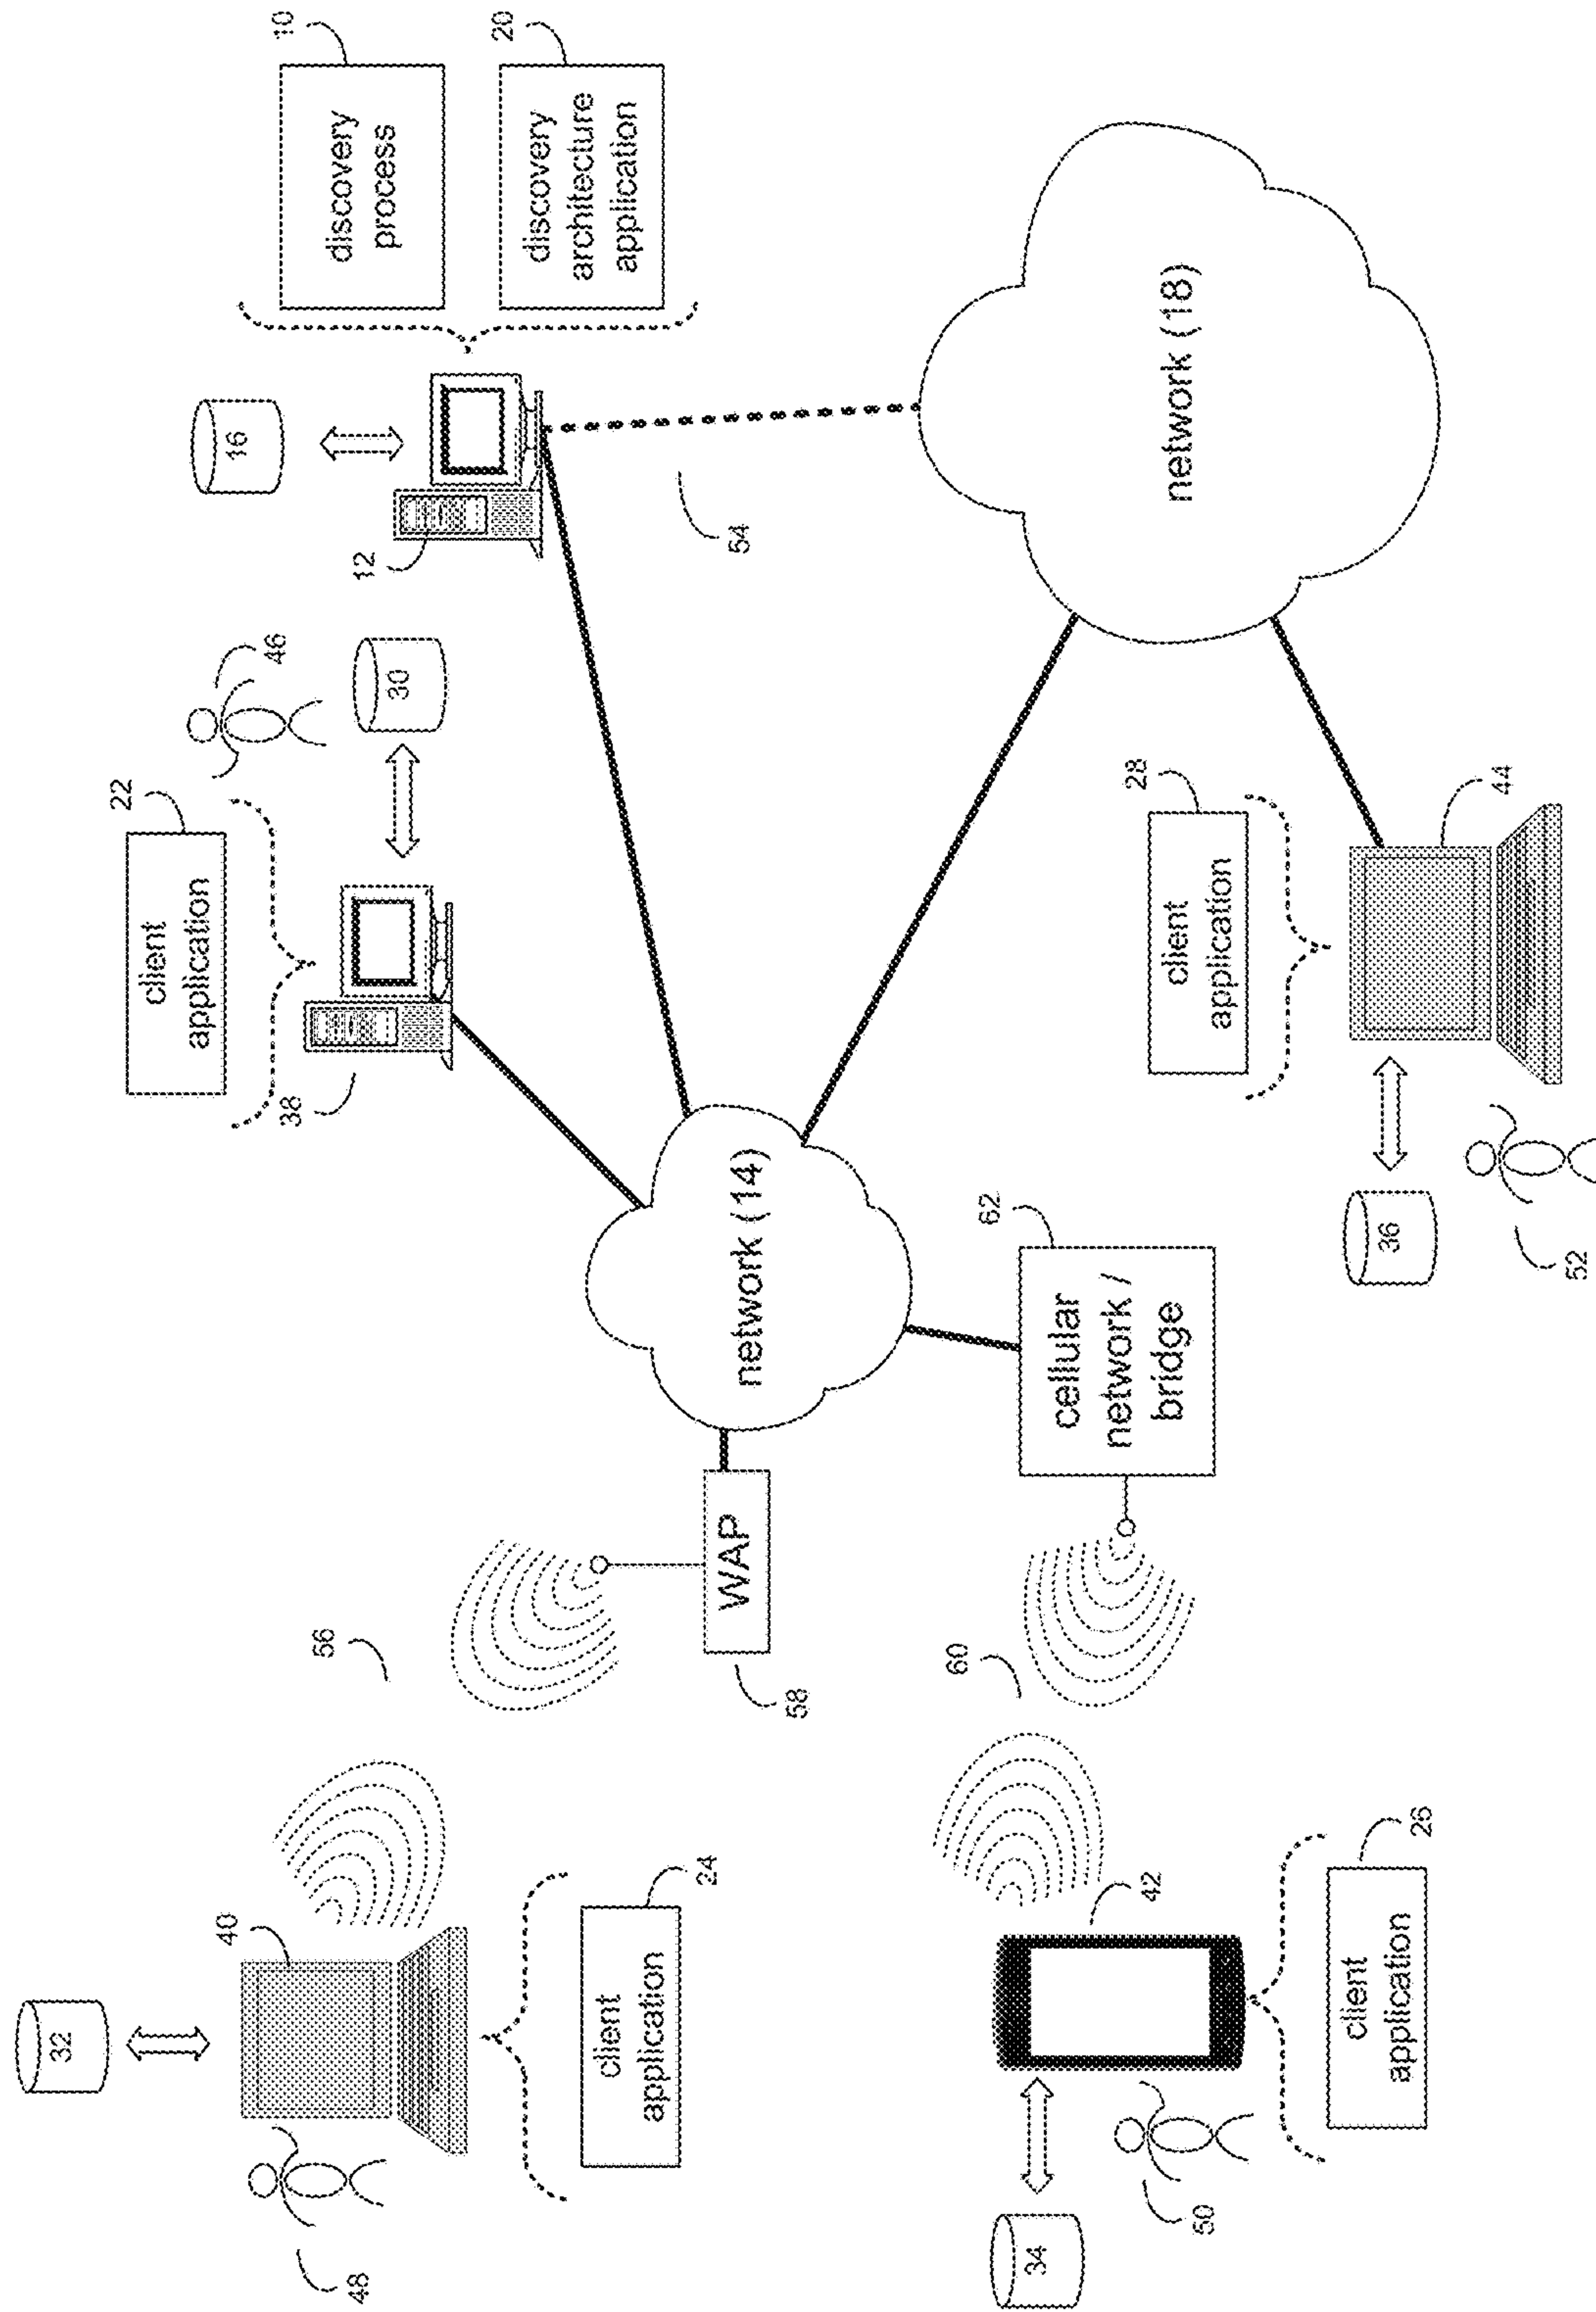 32
22
client
application
40
16
46
10
discovery
process
38
56
48
12
30
20
discovery
architecture
application
client
application
24
WAP
network (14)
54
58
60
62
34
cellular
network /
bridge
42
28
client
application
network (18)
50
client
application
26
36
44
52